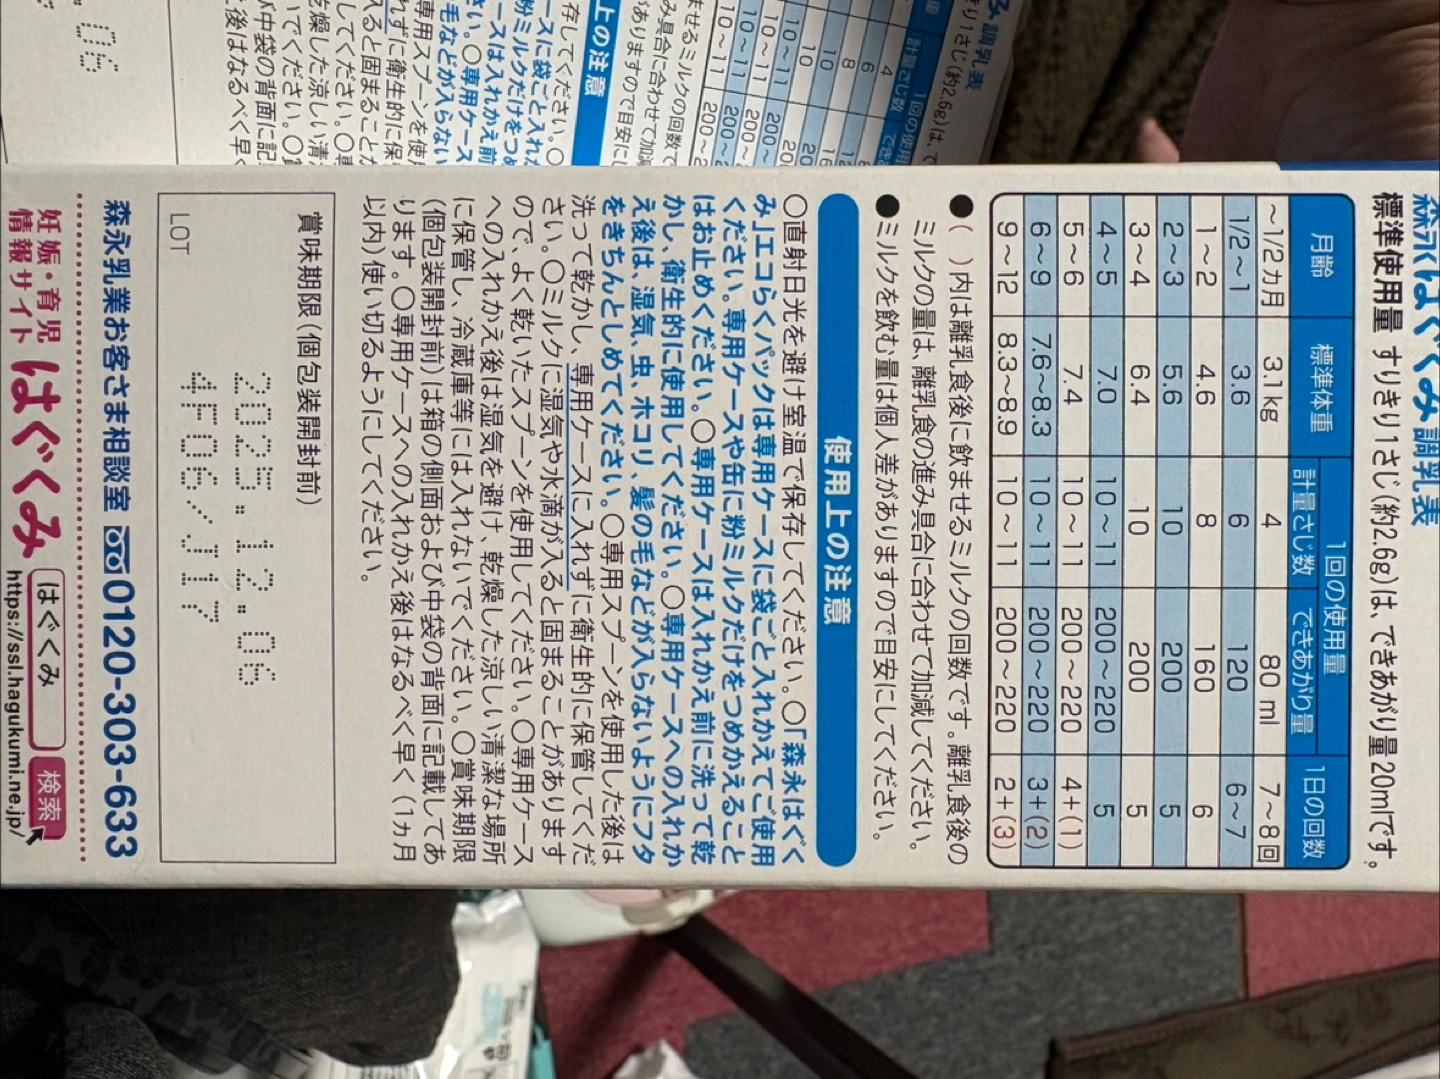 森永はぐくみ 調乳表
標準使用量 すりきり1さじ(約2.6g)は、できあがり量20mlです。
月齢 標準体重 1回の使用量 1日の回数
計量さじ数 できあがり量
~1/2カ月 3.1kg 4 80 ml 7~8回
1/2~1 3.6 6 120 6~7
1~2 4.6 8 160 6
2~3 5.6 10 200 5
3~4 6.4 10 200 5
4~5 7.0 10~11 200~220 5
5~6 7.4 10~11 200~220 4+(1)
6~9 7.6~8.3 10~11 200~220 3+(2)
9~12 8.3~8.9 10~11 200~220 2+(3)
●( )内は離乳食後に飲ませるミルクの回数です。離乳食後の
ミルクの量は、離乳食の進み具合に合わせて加減してください。
●ミルクを飲む量は個人差がありますので目安にしてください。
使用上の注意
○直射日光を避け室温で保存してください。○「森永はぐく
み」エコらくパックは専用ケースに袋ごと入れかえてご使用
ください。専用ケースや缶に粉ミルクだけをつめかえること
はお止めください。○専用ケースは入れかえ前に洗って乾
かし、衛生的に使用してください。○専用ケースへの入れか
え後は、湿気、虫、ホコリ、髪の毛などが入らないようにフタ
をきちんとしめてください。○専用スプーンを使用した後は
洗って乾かし、専用ケースに入れずに衛生的に保管してくだ
さい。○ミルクに湿気や水滴が入ると固まることがあります
ので、よく乾いたスプーンを使用してください。○専用ケース
への入れかえ後は湿気を避け、乾燥した涼しい清潔な場所
に保管し、冷蔵庫等には入れないでください。○賞味期限
(個包装開封前)は箱の側面および中袋の背面に記載してあ
ります。○専用ケースへの入れかえ後はなるべく早く(1カ月
以内)使い切るようにしてください。
賞味期限(個包装開封前)
2025.12.06
4F06/J17
LOT
森永乳業お客さま相談室 0120-303-633
妊娠・育児
情報サイト はぐくみ はぐくみ 検索
https://ssl.hagukumi.ne.jp/